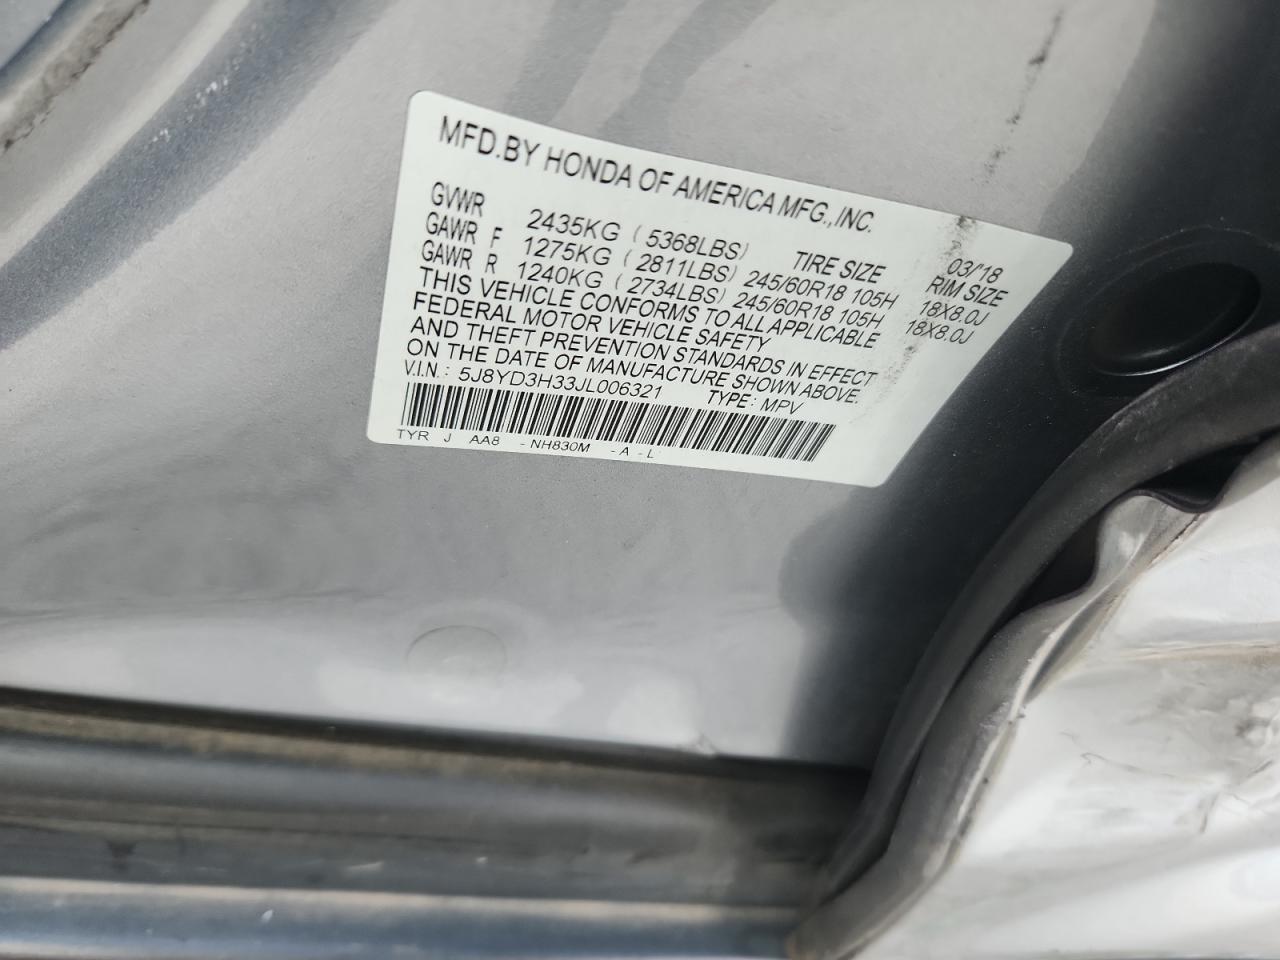 MFD.BY HONDA OF AMERICA MFG.,INC.
03/'18
GVWR 2435KG (5368LBS) TIRE SIZE RIM SIZE
GAWR F 1275KG (2811LBS) 245/60R18 105H 18X8.0J
GAWR R 1240KG (2734LBS) 245/60R18 105H 18X8.0J
THIS VEHICLE CONFORMS TO ALL APPLICABLE
FEDERAL MOTOR VEHICLE SAFETY
AND THEFT PREVENTION STANDARDS IN EFFECT
ON THE DATE OF MANUFACTURE SHOWN ABOVE.
V.I.N.: 5J8YD3H33JL006321 TYPE: MPV
TYR J AA8 - NH830M - A - L